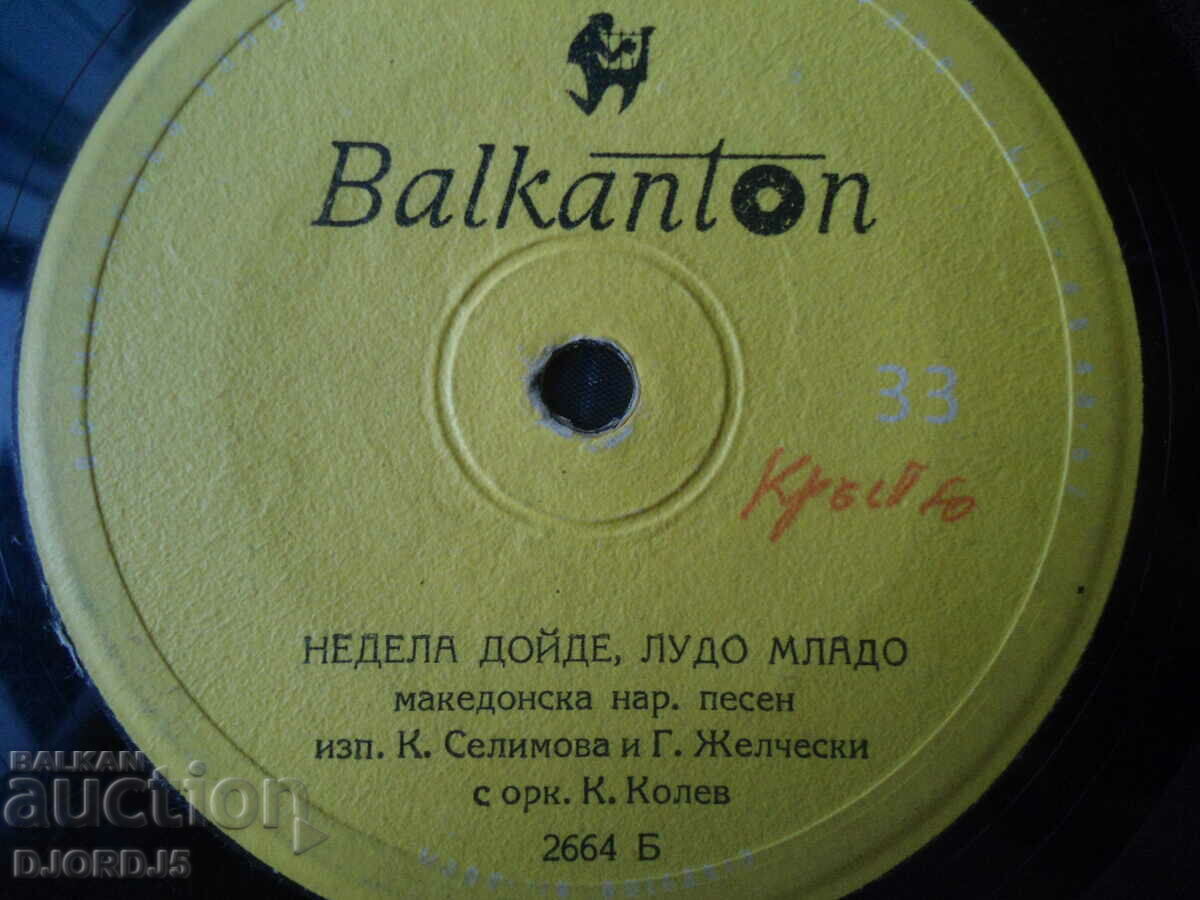 Balkanton
33
НЕДЕЛА ДОЙДЕ, ЛУДО МЛАДО
македонска нар. песен
изп. К. Селимова и Г. Желчески
с орк. К. Колев
2664 Б
BALKAN
auction
DJORDJ5